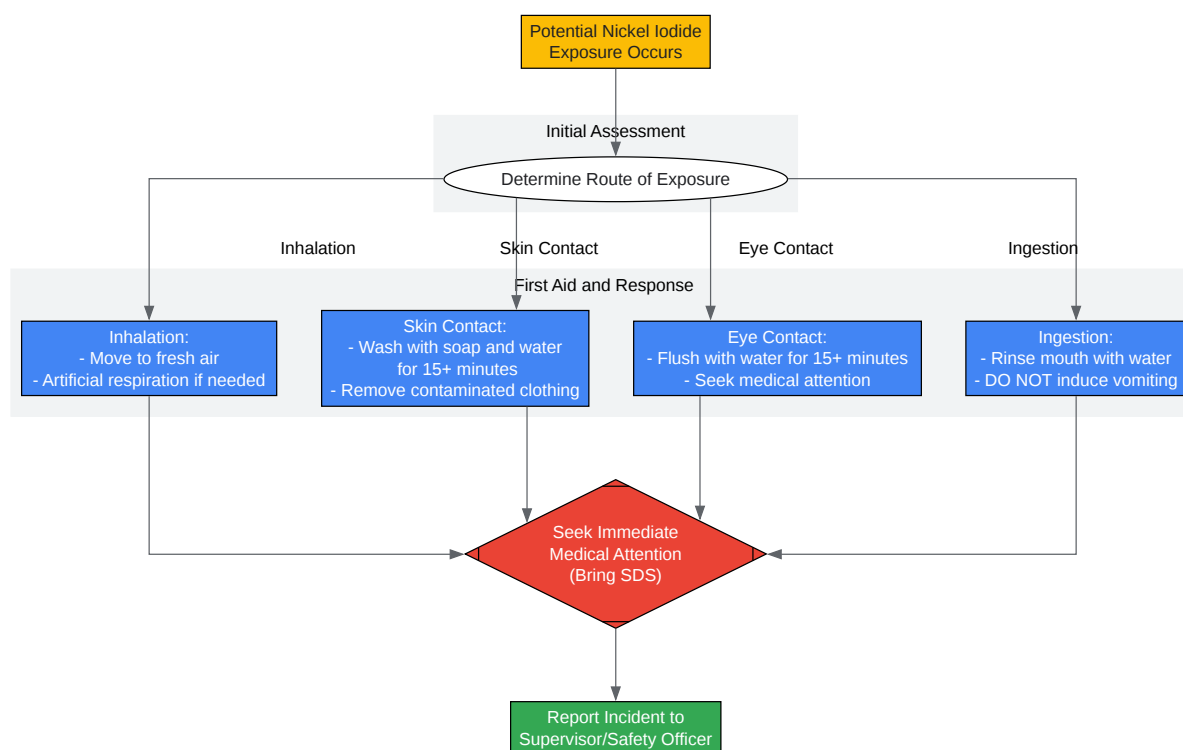 Potential Nickel Iodide
Exposure Occurs
Initial Assessment
Determine Route of Exposure
Inhalation
Skin Contact
Eye Contact
Ingestion
First Aid and Response
Inhalation:
- Move to fresh air
- Artificial respiration if needed
Skin Contact:
- Wash with soap and water
for 15+ minutes
- Remove contaminated clothing
Eye Contact:
- Flush with water for 15+ minutes
- Seek medical attention
Ingestion:
- Rinse mouth with water
- DO NOT induce vomiting
Seek Immediate
Medical Attention
(Bring SDS)
Report Incident to
Supervisor/Safety Officer